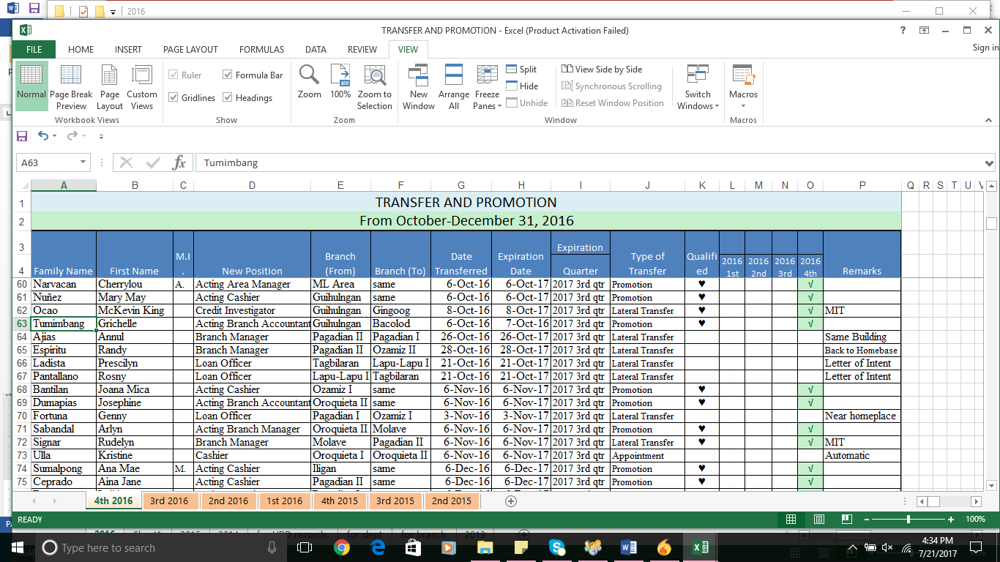 2016
TRANSFER AND PROMOTION - Excel (Product Activation Failed)
FILE HOME INSERT PAGE LAYOUT FORMULAS DATA REVIEW VIEW Sign in
Normal Page Break Preview Page Layout Custom Views
Ruler Formula Bar
Gridlines Headings
Zoom 100% Zoom to Selection
New Window Arrange All Freeze Panes
Split
Hide
Unhide
View Side by Side
Synchronous Scrolling
Reset Window Position
Switch Windows Macros
Workbook Views Show Zoom Window Macros
A63 fx Tumimbang
A B C D E F G H I J K L M N O P Q R S T U V
1 TRANSFER AND PROMOTION
2 From October-December 31, 2016
3 M.I. Branch Date Expiration Expiration Type of Qualifi 2016 2016 2016 2016
4 Family Name First Name New Position (From) Branch (To) Transferred Date Quarter Transfer ed 1st 2nd 3rd 4th Remarks
60 Narvacan Cherrylou A. Acting Area Manager ML Area same 6-Oct-16 6-Oct-17 2017 3rd qtr Promotion ♥ √
61 Nuñez Mary May Acting Cashier Guihulngan same 6-Oct-16 6-Oct-17 2017 3rd qtr Promotion ♥ √
62 Ocao McKevin King Credit Investigator Guihulngan Gingoog 8-Oct-16 8-Oct-17 2017 3rd qtr Lateral Transfer ♥ √ MIT
63 Tumimbang Grichelle Acting Branch Accountant Guihulngan Bacolod 6-Oct-16 7-Oct-16 2017 3rd qtr Promotion ♥ √
64 Ajias Annul Branch Manager Pagadian II Pagadian I 26-Oct-16 26-Oct-17 2017 3rd qtr Lateral Transfer Same Building
65 Espiritu Randy Branch Manager Pagadian II Ozamiz II 28-Oct-16 28-Oct-17 2017 3rd qtr Lateral Transfer Back to Homebase
66 Ladista Prescilyn Loan Officer Tagbilaran Lapu-Lapu I 21-Oct-16 21-Oct-17 2017 3rd qtr Lateral Transfer Letter of Intent
67 Pantallano Rosny Loan Officer Lapu-Lapu I Tagbilaran 21-Oct-16 21-Oct-17 2017 3rd qtr Lateral Transfer Letter of Intent
68 Bantilan Joana Mica Acting Cashier Ozamiz I same 6-Nov-16 6-Nov-17 2017 3rd qtr Promotion ♥ √
69 Dumapias Josephine Acting Branch Accountant Oroquieta II same 6-Nov-16 6-Nov-17 2017 3rd qtr Promotion ♥ √
70 Fortuna Genny Loan Officer Pagadian I Ozamiz I 3-Nov-16 3-Nov-17 2017 3rd qtr Lateral Transfer Near homeplace
71 Sabandal Arlyn Acting Branch Manager Oroquieta II Molave 6-Nov-16 6-Nov-17 2017 3rd qtr Promotion ♥ √
72 Signar Rudelyn Branch Manager Molave Pagadian II 6-Nov-16 6-Nov-17 2017 3rd qtr Lateral Transfer ♥ √ MIT
73 Ulla Kristine Cashier Oroquieta I Oroquieta II 6-Nov-16 6-Nov-17 2017 3rd qtr Appointment Automatic
74 Sumalpong Ana Mae M. Acting Cashier Iligan same 6-Dec-16 6-Dec-17 2017 3rd qtr Promotion ♥ √
75 Ceprado Aina Jane Acting Cashier Pagadian II same 6-Dec-16 6-Dec-17 2017 3rd qtr Promotion ♥ √
4th 2016 3rd 2016 2nd 2016 1st 2016 4th 2015 3rd 2015 2nd 2015
READY 100%
Type here to search 4:34 PM
7/21/2017